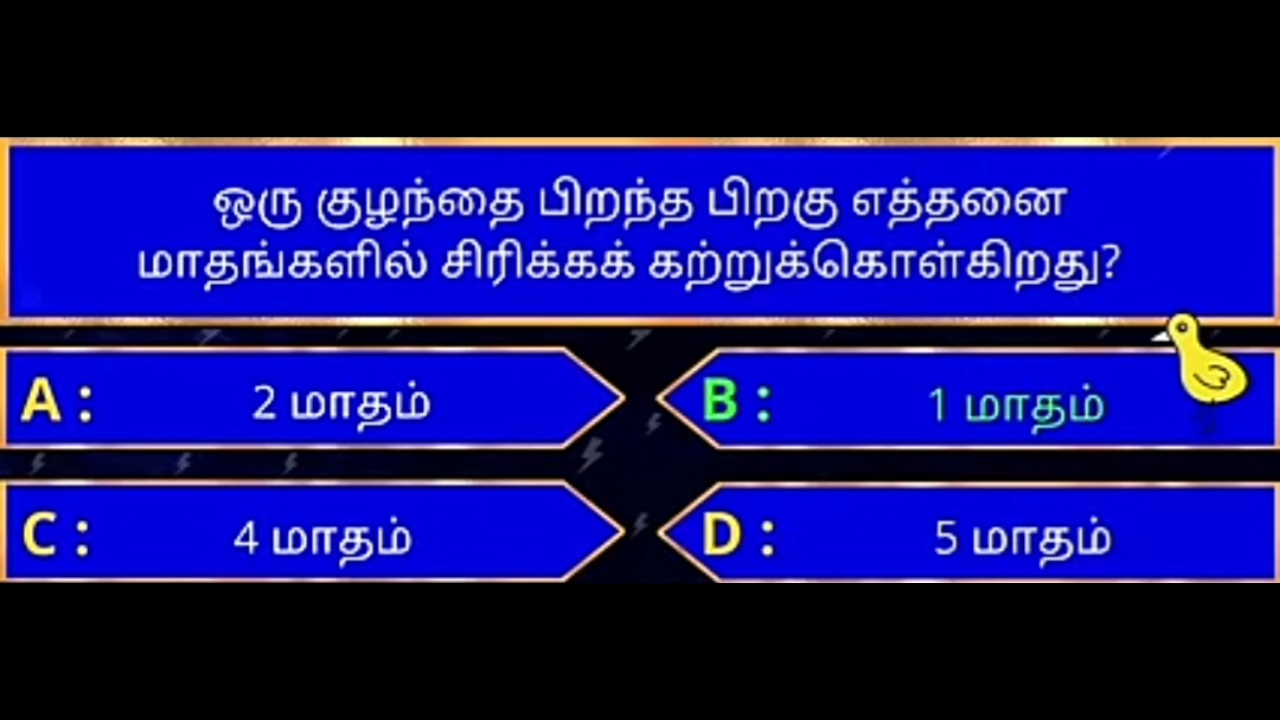 ஒரு குழந்தை பிறந்த பிறகு எத்தனை
மாதங்களில் சிரிக்கக் கற்றுக்கொள்கிறது?
A : 2 மாதம்
B : 1 மாதம்
C : 4 மாதம்
D : 5 மாதம்